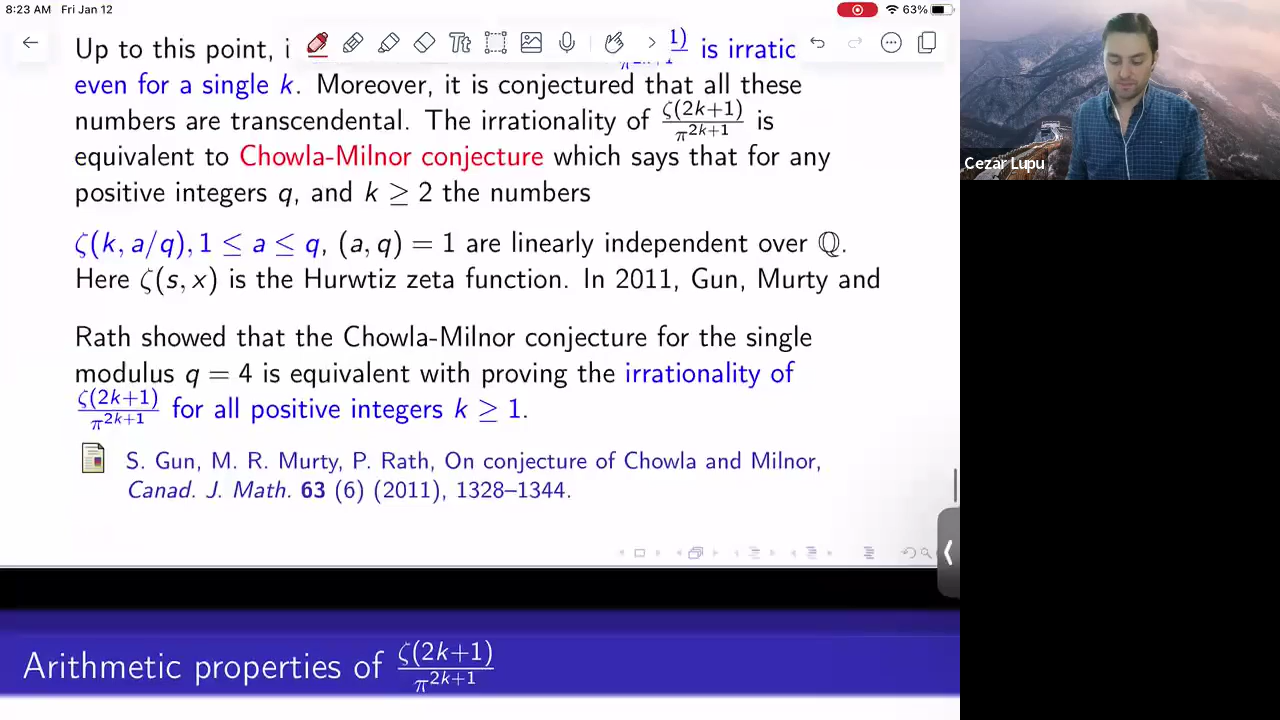 8:23 AM Fri Jan 12
63%
Up to this point, i
1) is irratic
even for a single k. Moreover, it is conjectured that all these
numbers are transcendental. The irrationality of ζ(2k+1)/π^{2k+1} is
equivalent to Chowla-Milnor conjecture which says that for any
positive integers q, and k ≥ 2 the numbers
ζ(k, a/q), 1 ≤ a ≤ q, (a, q) = 1 are linearly independent over ℚ.
Here ζ(s, x) is the Hurwtiz zeta function. In 2011, Gun, Murty and
Rath showed that the Chowla-Milnor conjecture for the single
modulus q = 4 is equivalent with proving the irrationality of
ζ(2k+1)/π^{2k+1} for all positive integers k ≥ 1.
S. Gun, M. R. Murty, P. Rath, On conjecture of Chowla and Milnor,
Canad. J. Math. 63 (6) (2011), 1328–1344.
Arithmetic properties of ζ(2k+1)/π^{2k+1}
Cezar Lupu